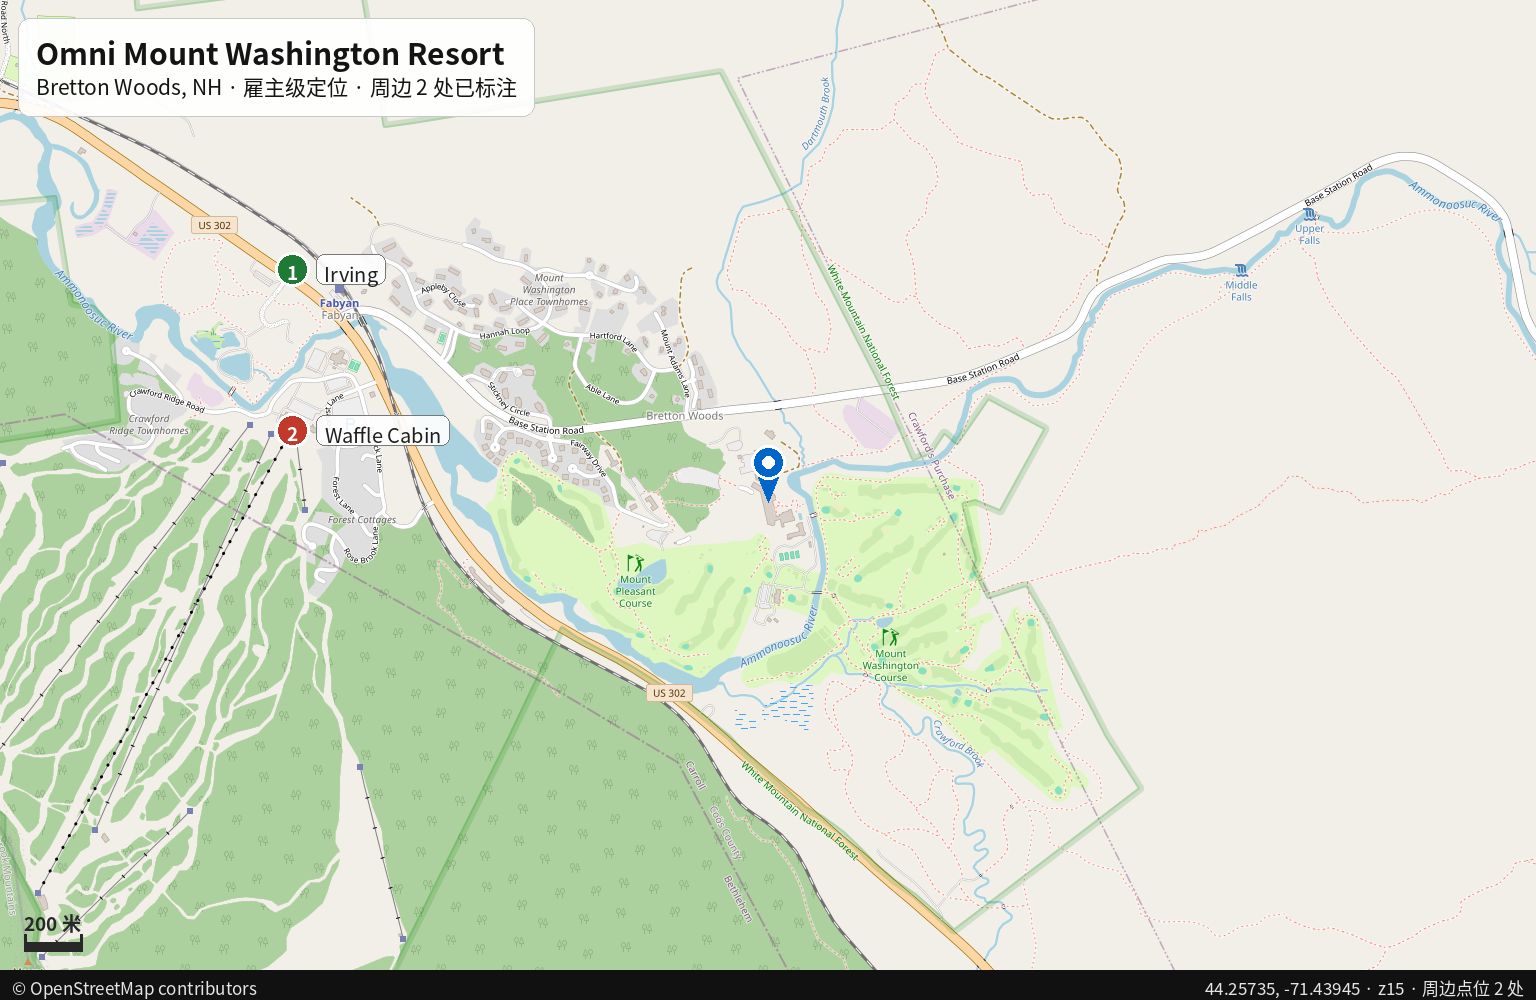 Omni Mount Washington Resort
Bretton Woods, NH · 雇主级定位 · 周边 2 处已标注
Road North
Dartmouth Brook
US 302
Base Station Road
Ammonoosuc River
Upper
Falls
Middle
Falls
1 Irving
Fabyan
Fabyan
Appleby Close
Mount
Washington
Place Townhomes
Hannah Loop
Hartford Lane
Mount Adams Lane
Able Lane
Stickney Circle
Base Station Road
Fairway Drive
Bretton Woods
Base Station Road
White Mountain National Forest
Crawford's Purchase
Ammonoosuc River
Crawford Ridge Road
Crawford
Ridge Townhomes
2 Waffle Cabin
Forest Lane
Forest Cottages
Rose Brook Lane
Mount
Pleasant
Course
Mount
Washington
Course
Ammonoosuc River
US 302
Crawford Brook
White Mountain National Forest
Carroll
Coos County
Bethlehem
200 米
© OpenStreetMap contributors
44.25735, -71.43945 · z15 · 周边点位 2 处